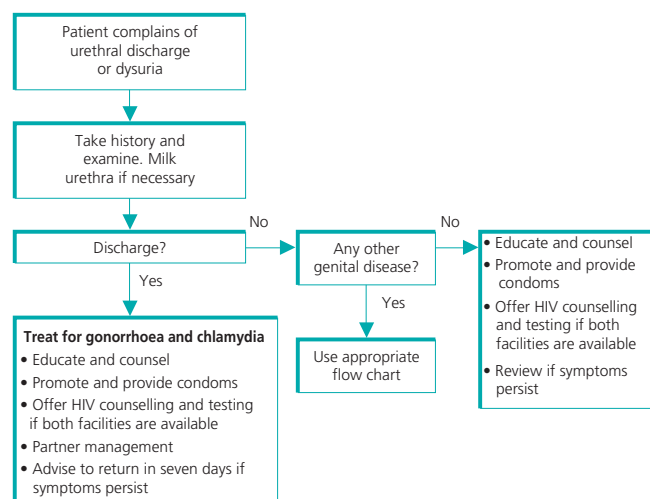 Patient complains of
urethral discharge
or dysuria
Take history and
examine. Milk
urethra if necessary
Discharge?
No
Any other
genital disease?
No
• Educate and counsel
• Promote and provide
condoms
• Offer HIV counselling
and testing if both
facilities are available
• Review if symptoms
persist
Yes
Yes
Treat for gonorrhoea and chlamydia
• Educate and counsel
• Promote and provide condoms
• Offer HIV counselling and testing
if both facilities are available
• Partner management
• Advise to return in seven days if
symptoms persist
Use appropriate
flow chart